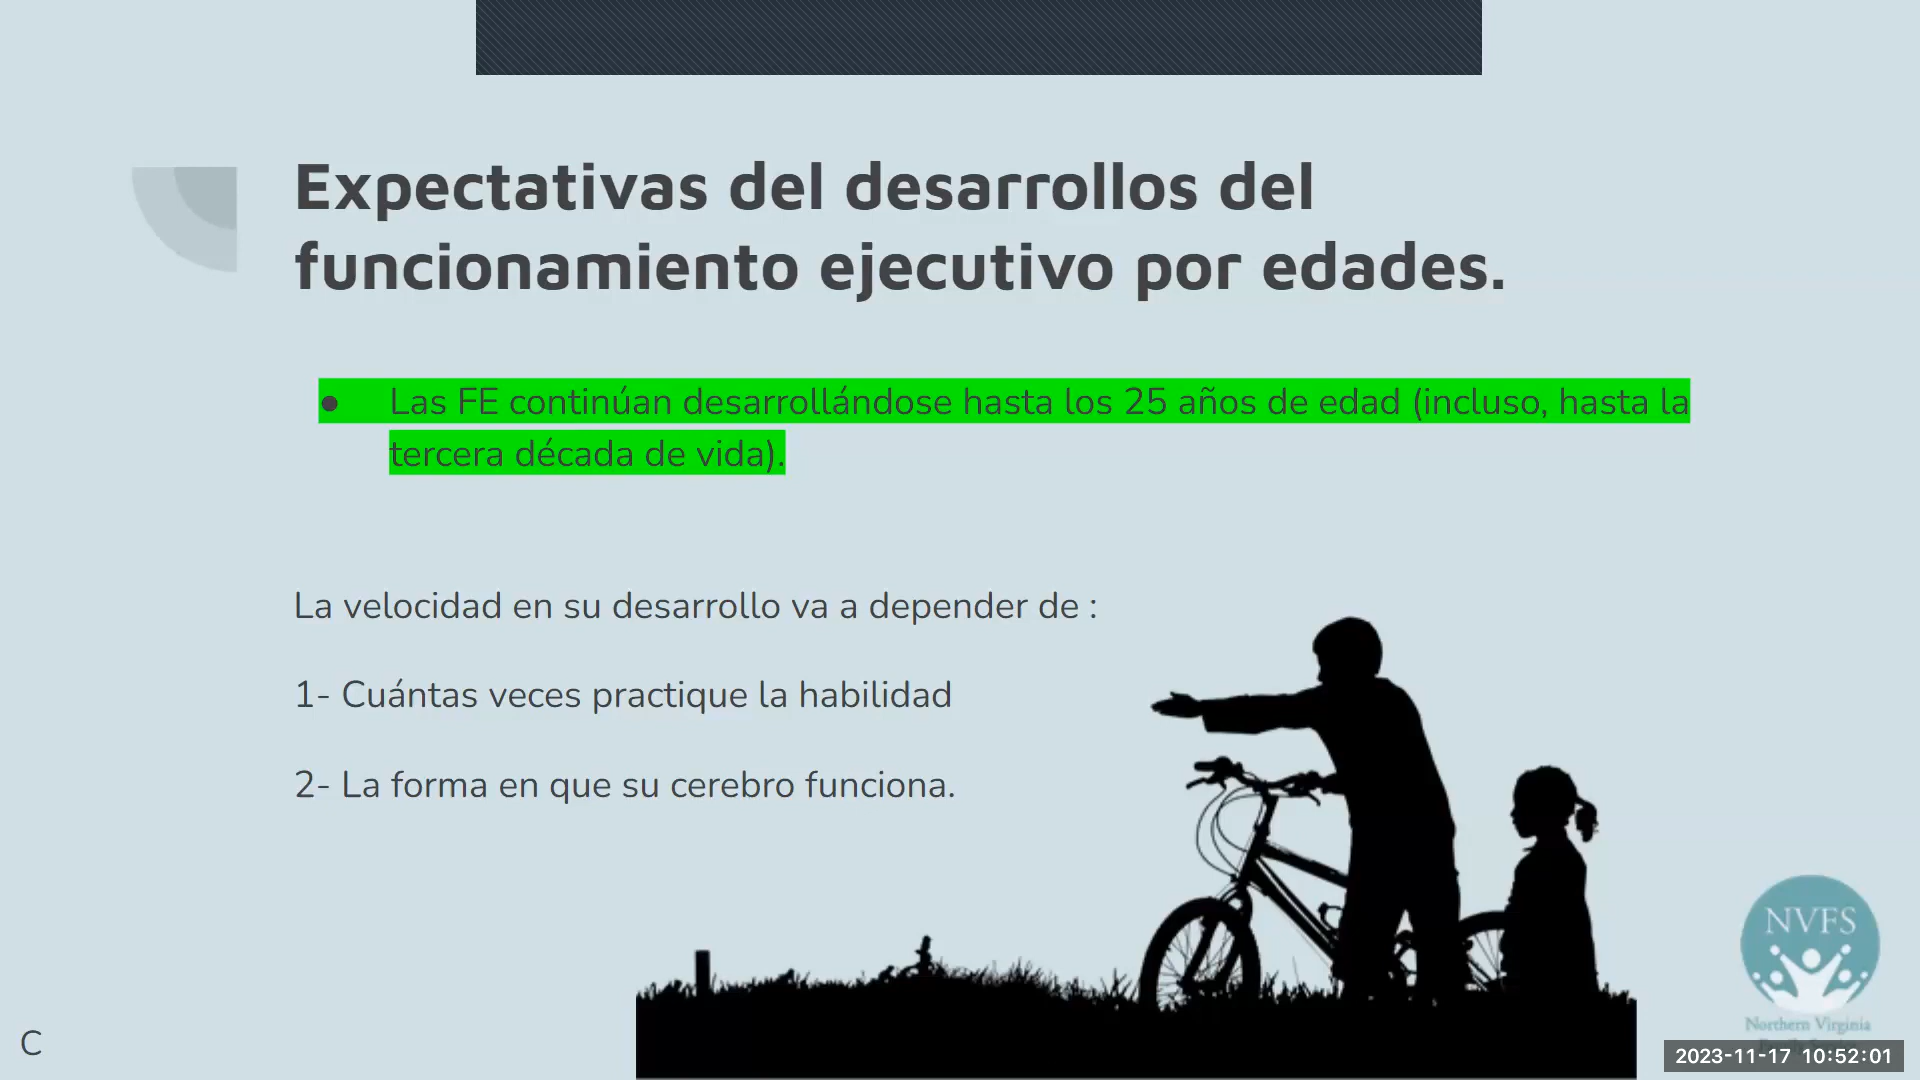 Expectativas del desarrollos del
funcionamiento ejecutivo por edades.
● Las FE continúan desarrollándose hasta los 25 años de edad (incluso, hasta la
tercera década de vida).
La velocidad en su desarrollo va a depender de :
1- Cuántas veces practique la habilidad
2- La forma en que su cerebro funciona.
NVFS
Northern Virginia
C
2023-11-17 10:52:01